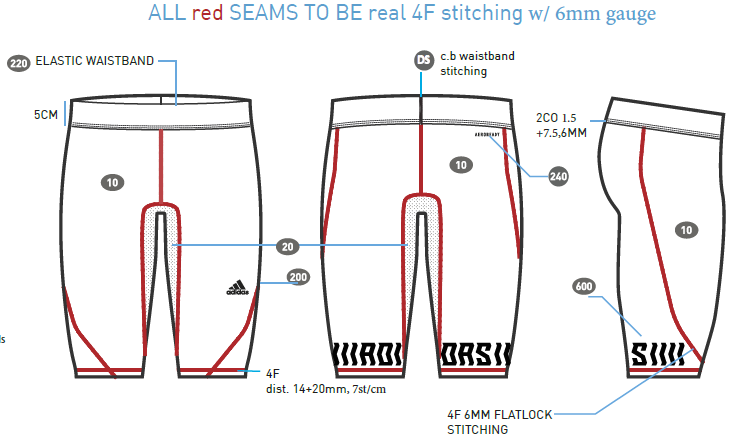 ALL red SEAMS TO BE real 4F stitching w/ 6mm gauge
220 ELASTIC WAISTBAND
DS c.b waistband
stitching
5CM
2CO 1.5
+7.5,6MM
AEROREADY
10
10
240
10
20
200
adidas
600
4F
dist. 14+20mm, 7st/cm
4F 6MM FLATLOCK
STITCHING